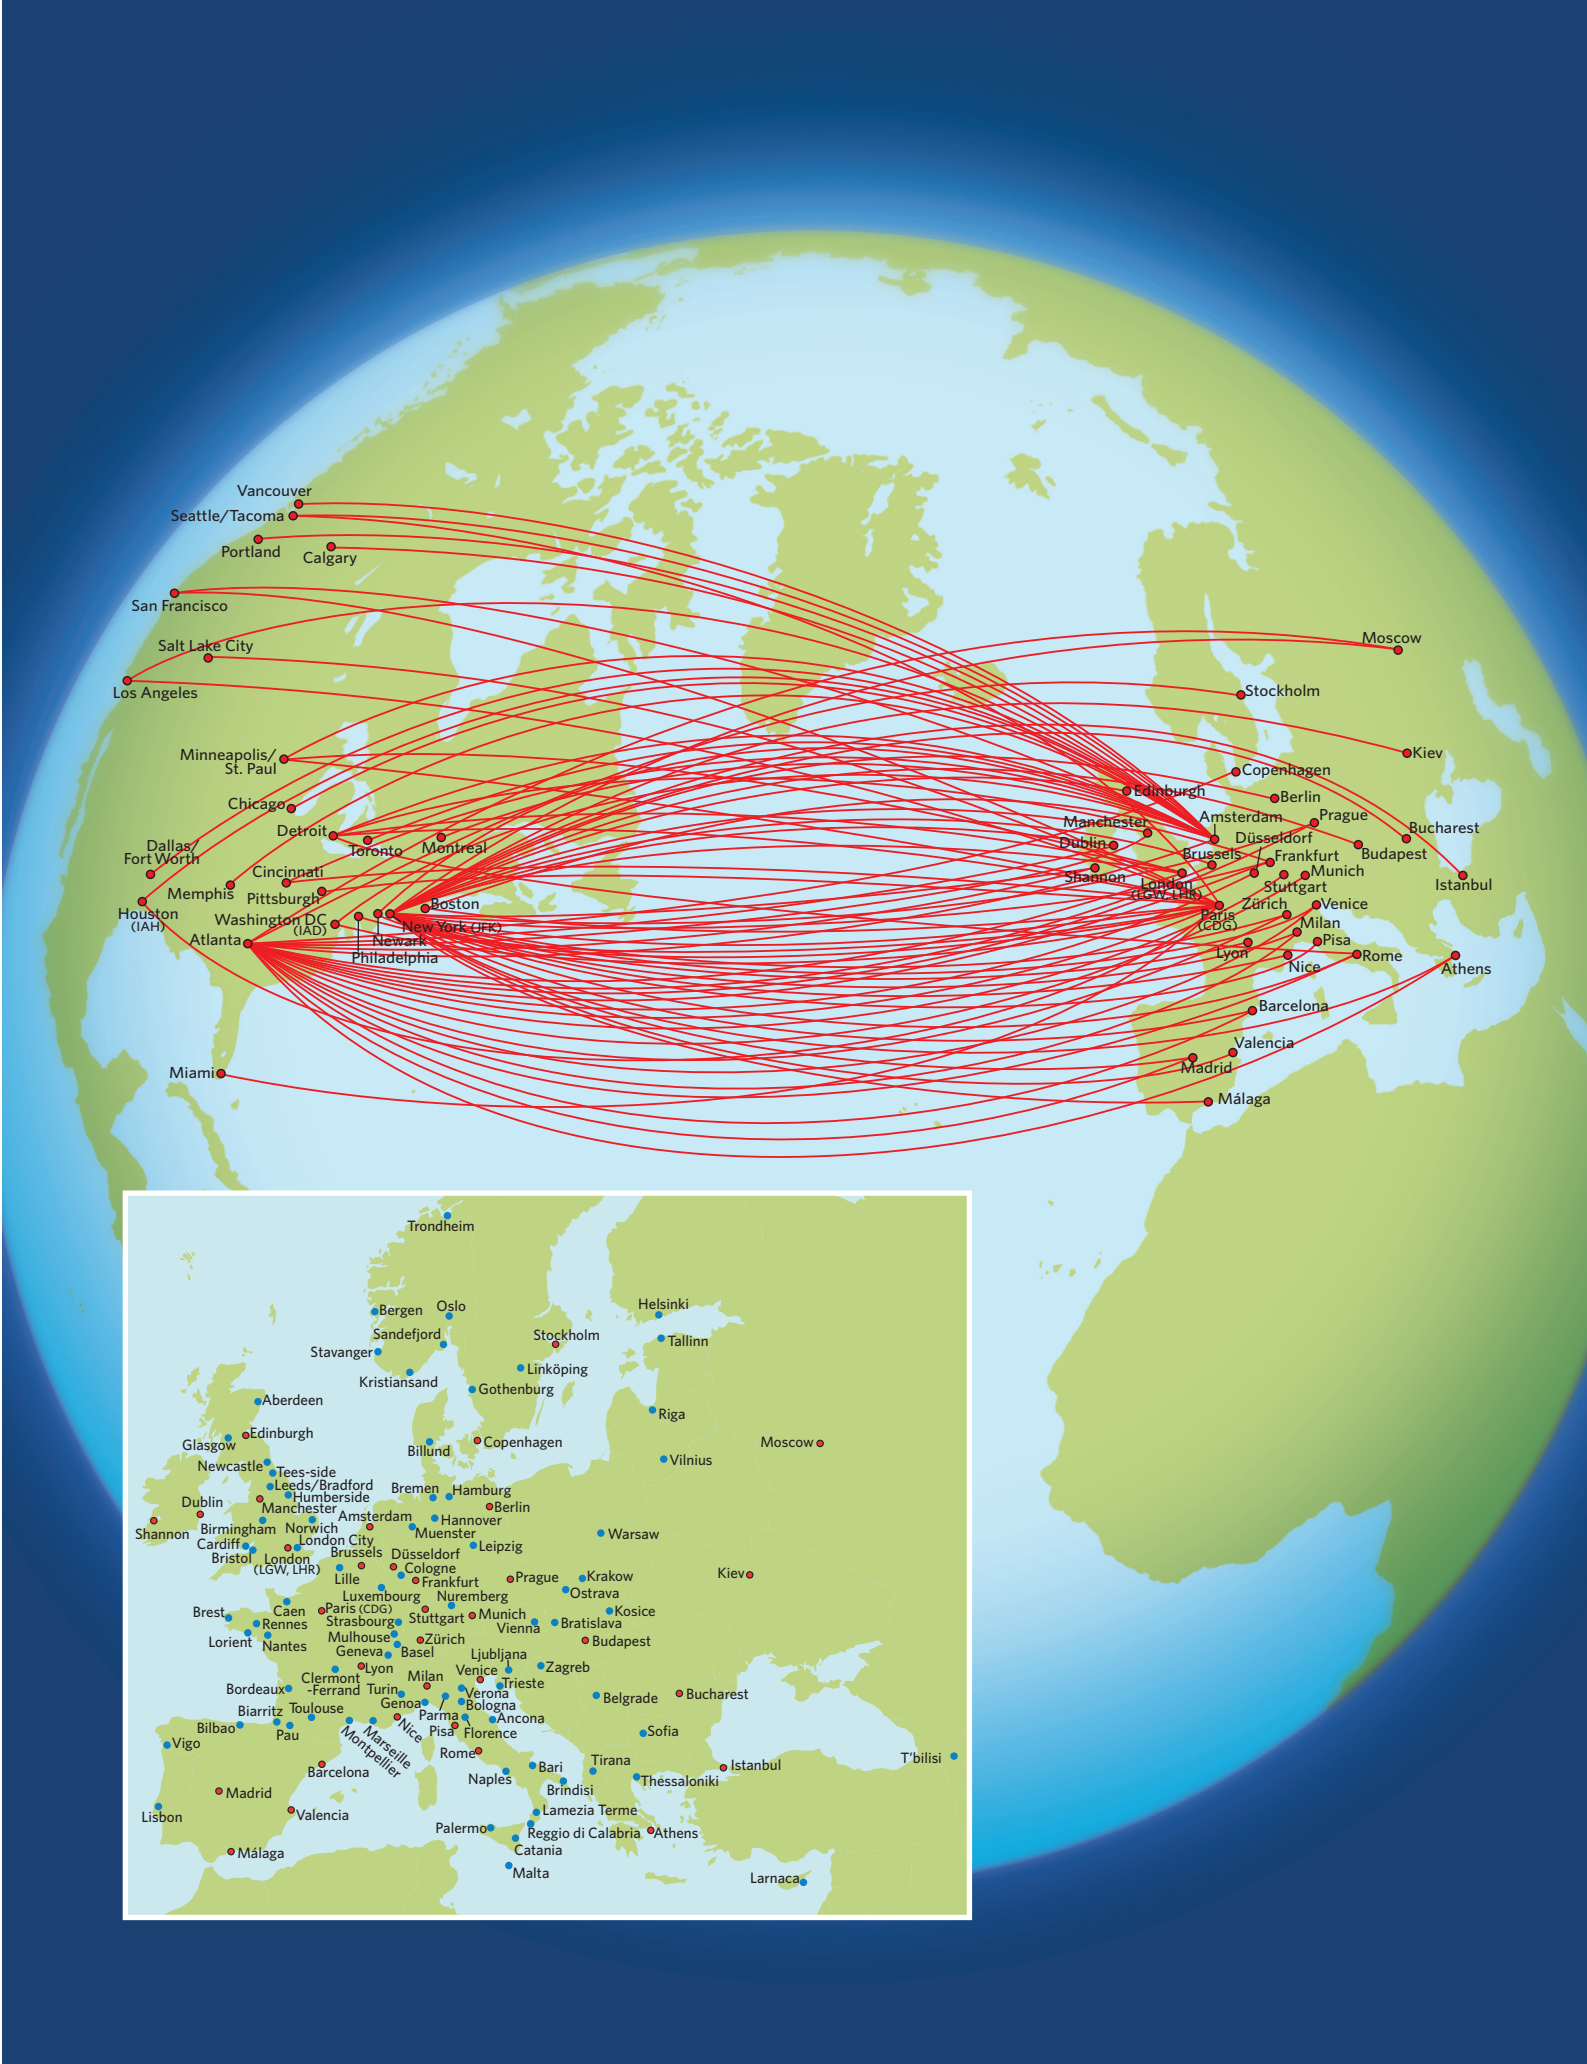 Vancouver
Seattle/Tacoma
Portland
Calgary
San Francisco
Salt Lake City
Los Angeles
Moscow
Stockholm
Minneapolis/
St. Paul
Kiev
Copenhagen
Edinburgh
Berlin
Chicago
Detroit
Toronto
Montreal
Manchester
Amsterdam
Prague
Dublin
Düsseldorf
Bucharest
Dallas/
Fort Worth
Brussels
Frankfurt
Budapest
Cincinnati
Memphis
Pittsburgh
Shannon
London
(LGW, LHR)
Stuttgart
Munich
Istanbul
Houston
(IAH)
Boston
Washington DC
(IAD)
New York (JFK)
Paris
(CDG)
Zürich
Venice
Milan
Atlanta
Newark
Philadelphia
Pisa
Lyon
Nice
Rome
Athens
Barcelona
Valencia
Madrid
Miami
Málaga
Trondheim
Bergen
Oslo
Helsinki
Sandefjord
Stockholm
Tallinn
Stavanger
Linköping
Kristiansand
Gothenburg
Aberdeen
Riga
Edinburgh
Glasgow
Billund
Copenhagen
Moscow
Newcastle
Tees-side
Vilnius
Leeds/Bradford
Humberside
Bremen
Hamburg
Dublin
Manchester
Berlin
Shannon
Birmingham
Norwich
Amsterdam
Hannover
Muenster
Warsaw
Cardiff
London City
Leipzig
Bristol
London
(LGW, LHR)
Brussels
Düsseldorf
Cologne
Lille
Frankfurt
Prague
Krakow
Kiev
Luxembourg
Nuremberg
Ostrava
Brest
Caen
Paris (CDG)
Stuttgart
Munich
Kosice
Rennes
Strasbourg
Vienna
Bratislava
Lorient
Nantes
Mulhouse
Zürich
Budapest
Geneva
Basel
Ljubljana
Clermont
-Ferrand
Lyon
Milan
Venice
Zagreb
Bordeaux
Turin
Trieste
Verona
Belgrade
Bucharest
Biarritz
Toulouse
Genoa
Bologna
Parma
Ancona
Bilbao
Pau
Nice
Pisa
Florence
Sofia
Vigo
Marseille
Montpellier
Rome
Tirana
T'bilisi
Barcelona
Naples
Bari
Istanbul
Brindisi
Thessaloniki
Madrid
Lisbon
Valencia
Lamezia Terme
Palermo
Reggio di Calabria
Athens
Málaga
Catania
Malta
Larnaca